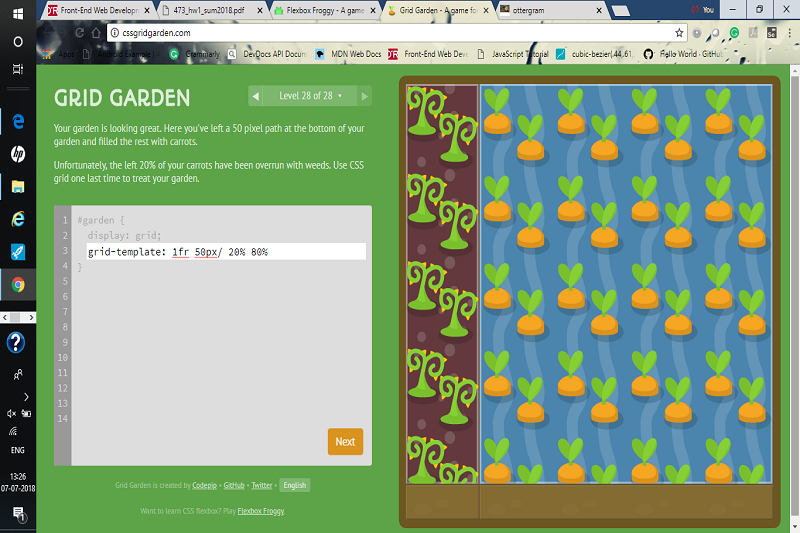 Front-End Web Developm
473_hw1_sum2018.pdf
Flexbox Froggy - A game
Grid Garden - A game for
ottergram
You
cssgridgarden.com
Apps
Grammarly
DevDocs API Docum
MDN Web Docs
Front-End Web Deve
JavaScript Tutorial
cubic-bezier(.44,.61,
Hello World · GitHub
GRID GARDEN
Level 28 of 28
Your garden is looking great. Here you've left a 50 pixel path at the bottom of your
garden and filled the rest with carrots.
Unfortunately, the left 20% of your carrots have been overrun with weeds. Use CSS
grid one last time to treat your garden.
1 #garden {
2 display: grid;
3 grid-template: 1fr 50px/ 20% 80%
4 }
5
6
7
8
9
10
11
12
13
14
Next
Grid Garden is created by Codepip • GitHub • Twitter • English
Want to learn CSS flexbox? Play Flexbox Froggy.
ENG
13:26
07-07-2018